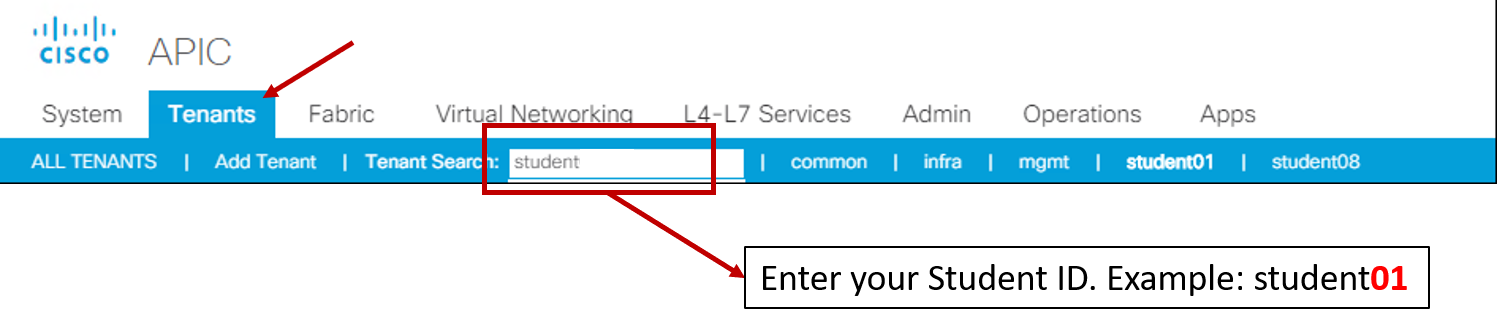 CISCO APIC
System Tenants Fabric Virtual Networking L4-L7 Services Admin Operations Apps
ALL TENANTS | Add Tenant | Tenant Search: student | common | infra | mgmt | student01 | student08
Enter your Student ID. Example: student01